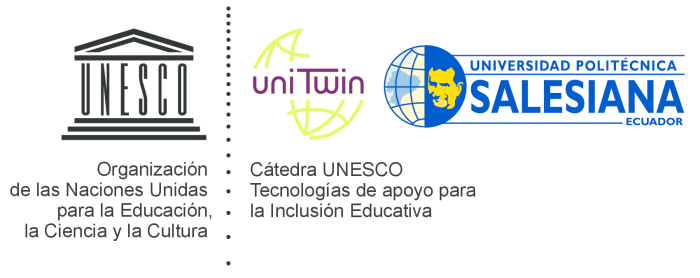 UNESCO
Organización
de las Naciones Unidas
para la Educación,
la Ciencia y la Cultura
uniTwin
UNIVERSIDAD POLITÉCNICA
SALESIANA
ECUADOR
Cátedra UNESCO
Tecnologías de apoyo para
la Inclusión Educativa